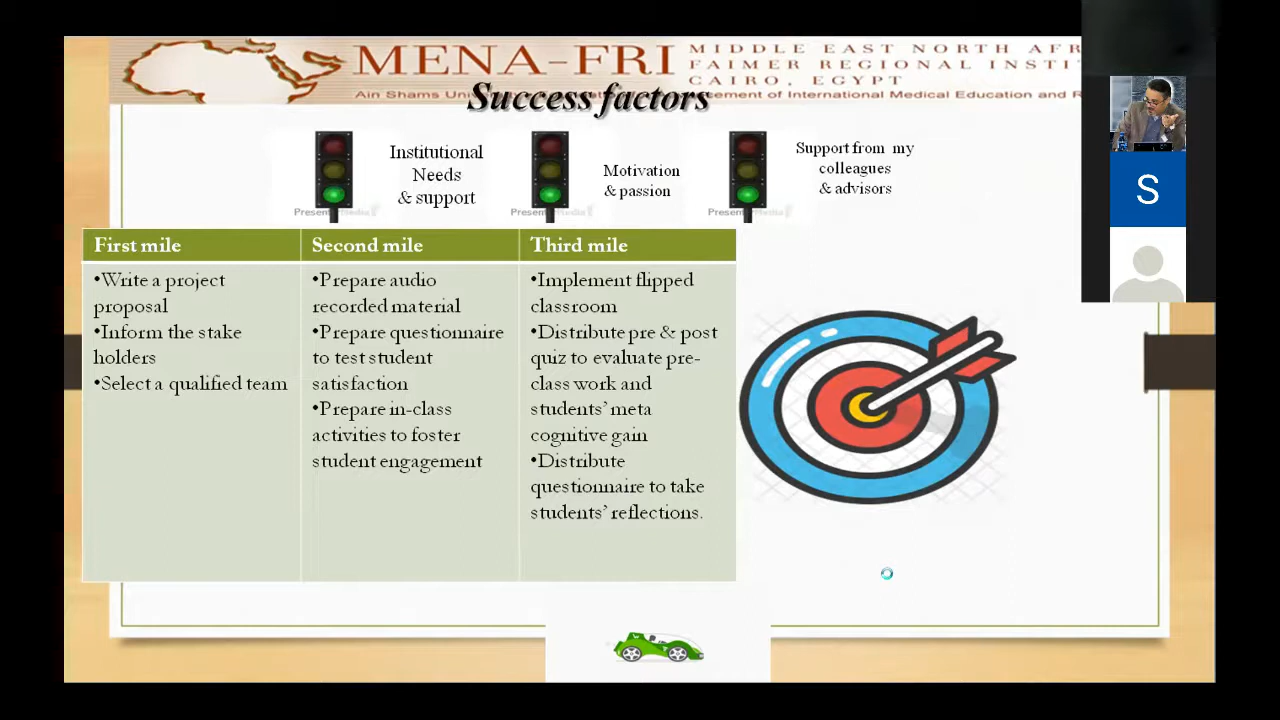 MENA-FRI
MIDDLE EAST NORTH AFR
FAIMER REGIONAL INSTI
CAIRO, EGYPT
Ain Shams
ement of International Medical Education and R
Success factors
Institutional
Needs
& support
Motivation
& passion
Support from my
colleagues
& advisors
First mile
•Write a project
proposal
•Inform the stake
holders
•Select a qualified team
Second mile
•Prepare audio
recorded material
•Prepare questionnaire
to test student
satisfaction
•Prepare in-class
activities to foster
student engagement
Third mile
•Implement flipped
classroom
•Distribute pre & post
quiz to evaluate pre-
class work and
students’ meta
cognitive gain
•Distribute
questionnaire to take
students’ reflections.
S